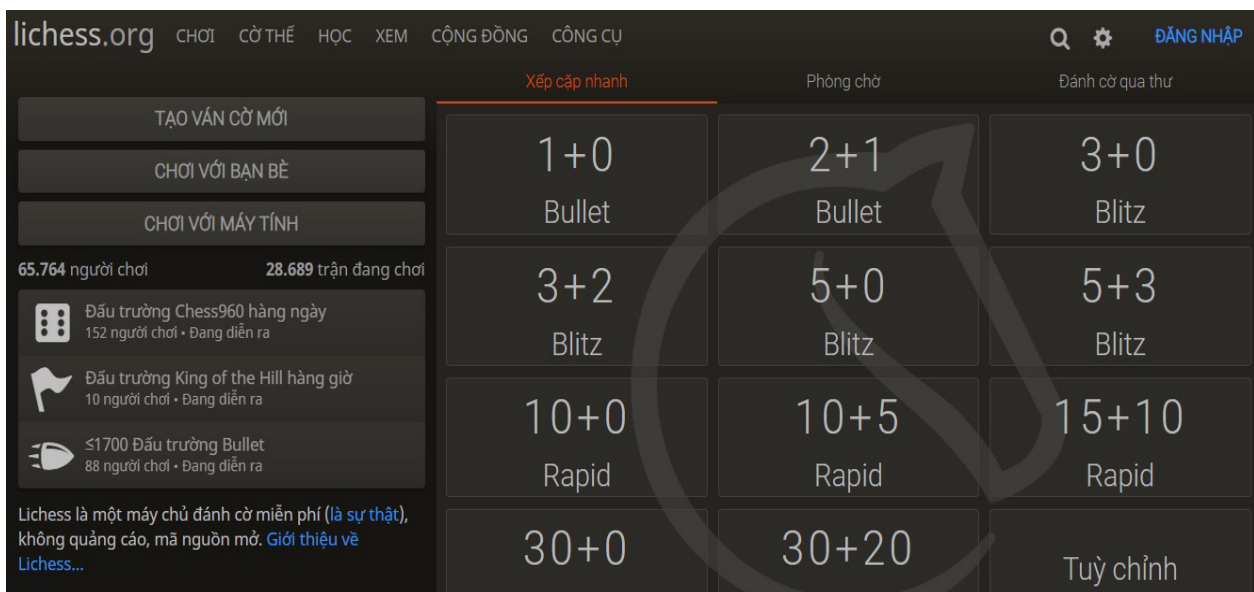 lichess.org CHƠI CỜ THẾ HỌC XEM CỘNG ĐỒNG CÔNG CỤ ĐĂNG NHẬP
Xếp cặp nhanh Phòng chờ Đánh cờ qua thư
TẠO VÁN CỜ MỚI
CHƠI VỚI BẠN BÈ
CHƠI VỚI MÁY TÍNH
65.764 người chơi 28.689 trận đang chơi
Đấu trường Chess960 hàng ngày
152 người chơi • Đang diễn ra
Đấu trường King of the Hill hàng giờ
10 người chơi • Đang diễn ra
≤1700 Đấu trường Bullet
88 người chơi • Đang diễn ra
Lichess là một máy chủ đánh cờ miễn phí (là sự thật),
không quảng cáo, mã nguồn mở. Giới thiệu về
Lichess...
1+0 2+1 3+0
Bullet Bullet Blitz
3+2 5+0 5+3
Blitz Blitz Blitz
10+0 10+5 15+10
Rapid Rapid Rapid
30+0 30+20
Tuỳ chỉnh